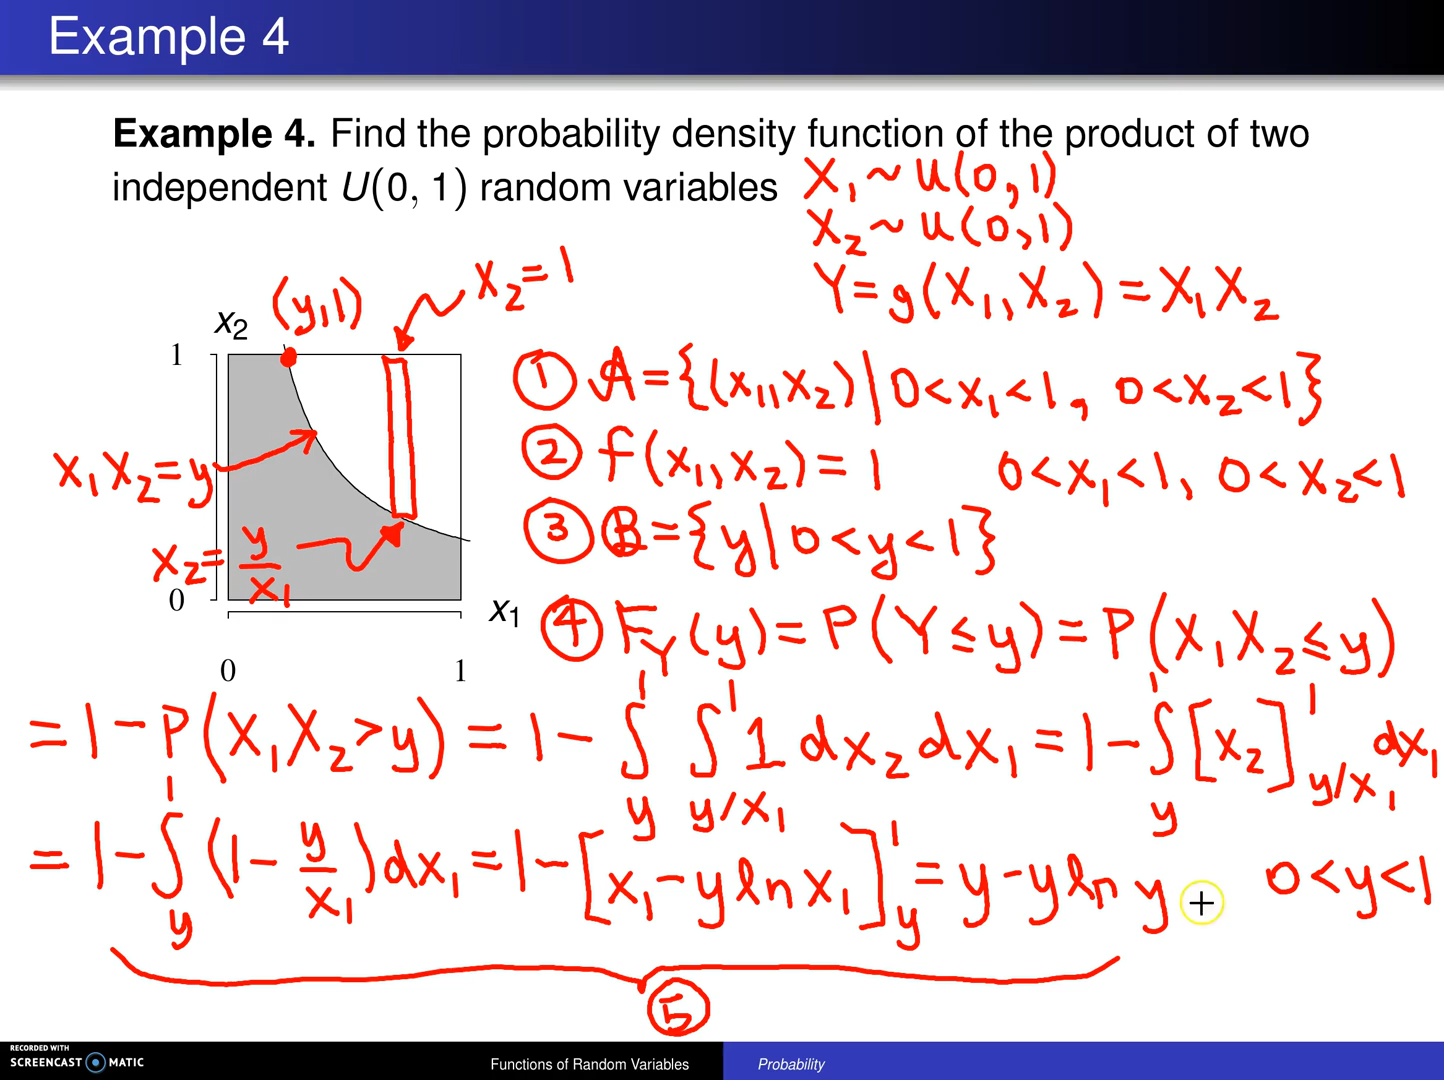 Example 4
Example 4. Find the probability density function of the product of two
independent U(0, 1) random variables
X₁ ~ U(0,1)
X₂ ~ U(0,1)
Y = g(X₁, X₂) = X₁X₂
x₂ = 1
(y,1)
x₂
1
x₁x₂ = y
x₂ = y/x₁
0
x₁
0 1
① A = {(x₁,x₂) | 0<x₁<1, 0<x₂<1}
② f(x₁,x₂) = 1 0<x₁<1, 0<x₂<1
③ B = {y | 0<y<1}
④ F_Y(y) = P(Y ≤ y) = P(X₁X₂ ≤ y)
= 1 − P(X₁X₂ > y) = 1 − ∫_y^1 ∫_{y/x₁}^1 1 dx₂ dx₁ = 1 − ∫_y^1 [x₂]_{y/x₁}^1 dx₁
= 1 − ∫_y^1 (1 − y/x₁) dx₁ = 1 − [x₁ − y ln x₁]_y^1 = y − y ln y 0<y<1
⑤
RECORDED WITH
SCREENCAST MATIC
Functions of Random Variables Probability